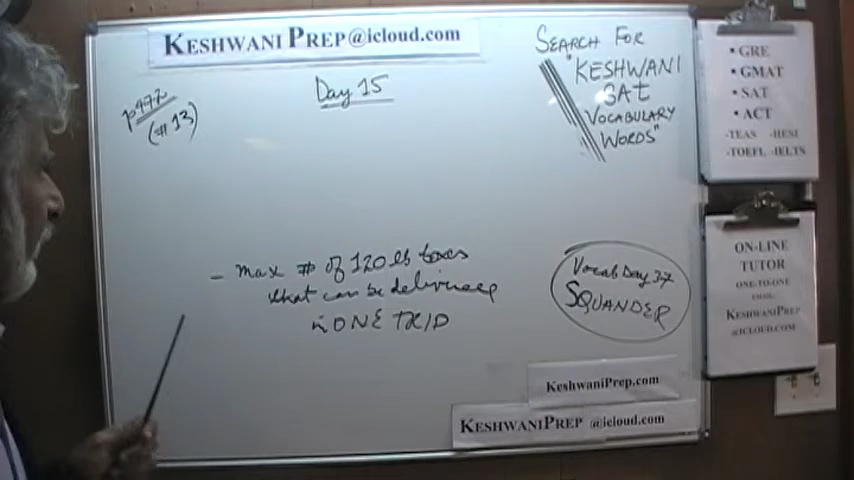 KESHWANI PREP@icloud.com
Day 15
p472
(#13)
SEARCH FOR
"KESHWANI
SAT
VOCABULARY
WORDS"
• GRE
• GMAT
• SAT
• ACT
-TEAS -HESI
-TOEFL -IELTS
- Max # of 120 lb boxes
that can be delivered
in ONE TRIP
Vocab Day 37
SQUANDER
ON-LINE
TUTOR
ONE-TO-ONE
KESHWANIPREP
@ICLOUD.COM
KeshwaniPrep.com
KESHWANIPREP @icloud.com